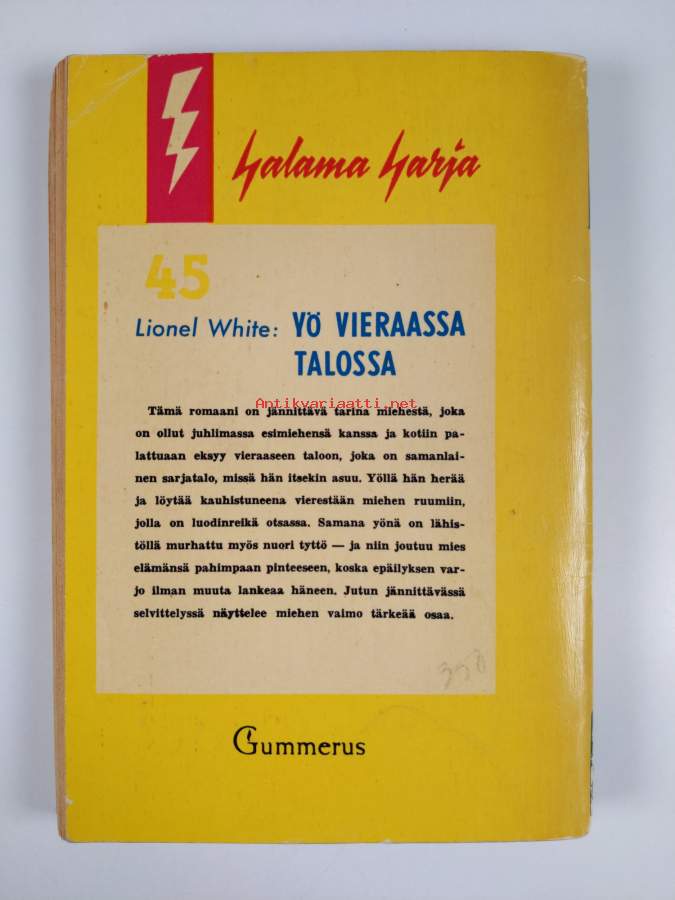 Salama Sarja
45
Lionel White: YÖ VIERAASSA
TALOSSA
Antikvariaatti.net
Tämä romaani on jännittävä tarina miehestä, joka
on ollut juhlimassa esimiehensä kanssa ja kotiin pa-
lattuaan eksyy vieraaseen taloon, joka on samanlai-
nen sarjatalo, missä hän itsekin asuu. Yöllä hän herää
ja löytää kauhistuneena vierestään miehen ruumiin,
jolla on luodinreikä otsassa. Samana yönä on lähis-
töllä murhattu myös nuori tyttö — ja niin joutuu mies
elämänsä pahimpaan pinteeseen, koska epäilyksen var-
jo ilman muuta lankeaa häneen. Jutun jännittävässä
selvittelyssä näyttelee miehen vaimo tärkeää osaa.
Gummerus